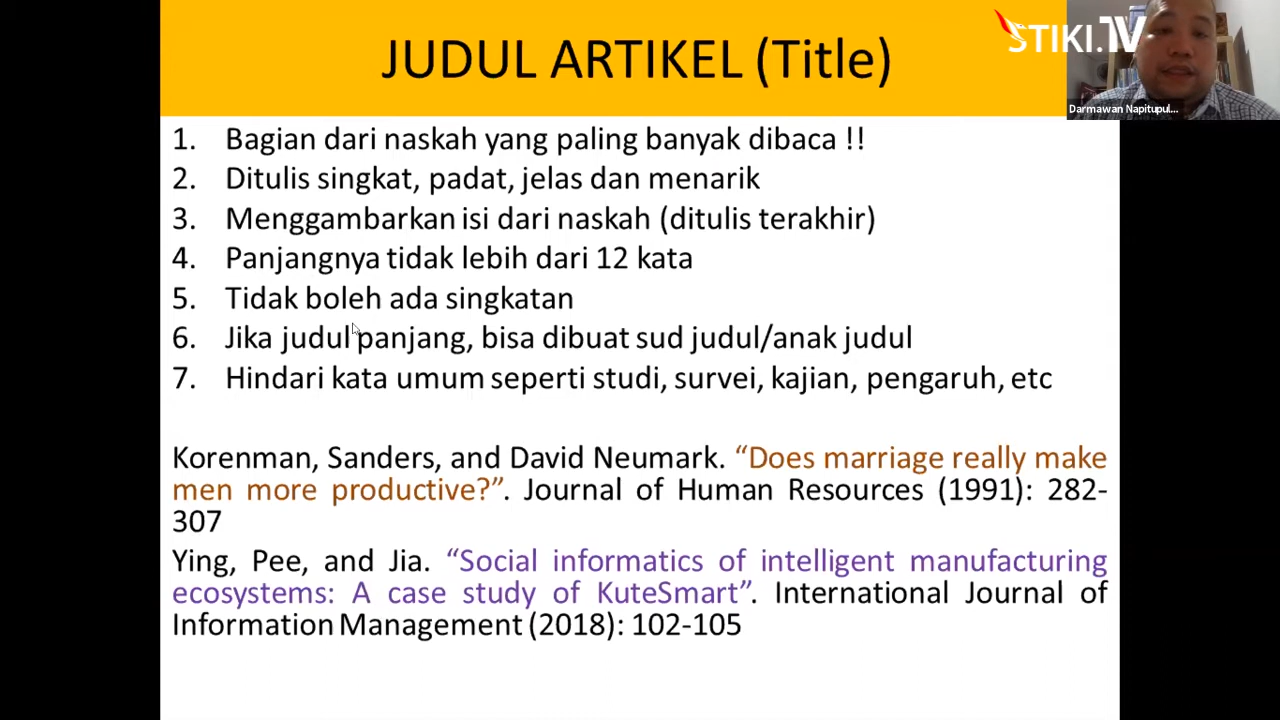 JUDUL ARTIKEL (Title)
STIKI.TV
Darmawan Napitupul...
1. Bagian dari naskah yang paling banyak dibaca !!
2. Ditulis singkat, padat, jelas dan menarik
3. Menggambarkan isi dari naskah (ditulis terakhir)
4. Panjangnya tidak lebih dari 12 kata
5. Tidak boleh ada singkatan
6. Jika judul panjang, bisa dibuat sud judul/anak judul
7. Hindari kata umum seperti studi, survei, kajian, pengaruh, etc
Korenman, Sanders, and David Neumark. “Does marriage really make
men more productive?”. Journal of Human Resources (1991): 282-
307
Ying, Pee, and Jia. “Social informatics of intelligent manufacturing
ecosystems: A case study of KuteSmart”. International Journal of
Information Management (2018): 102-105